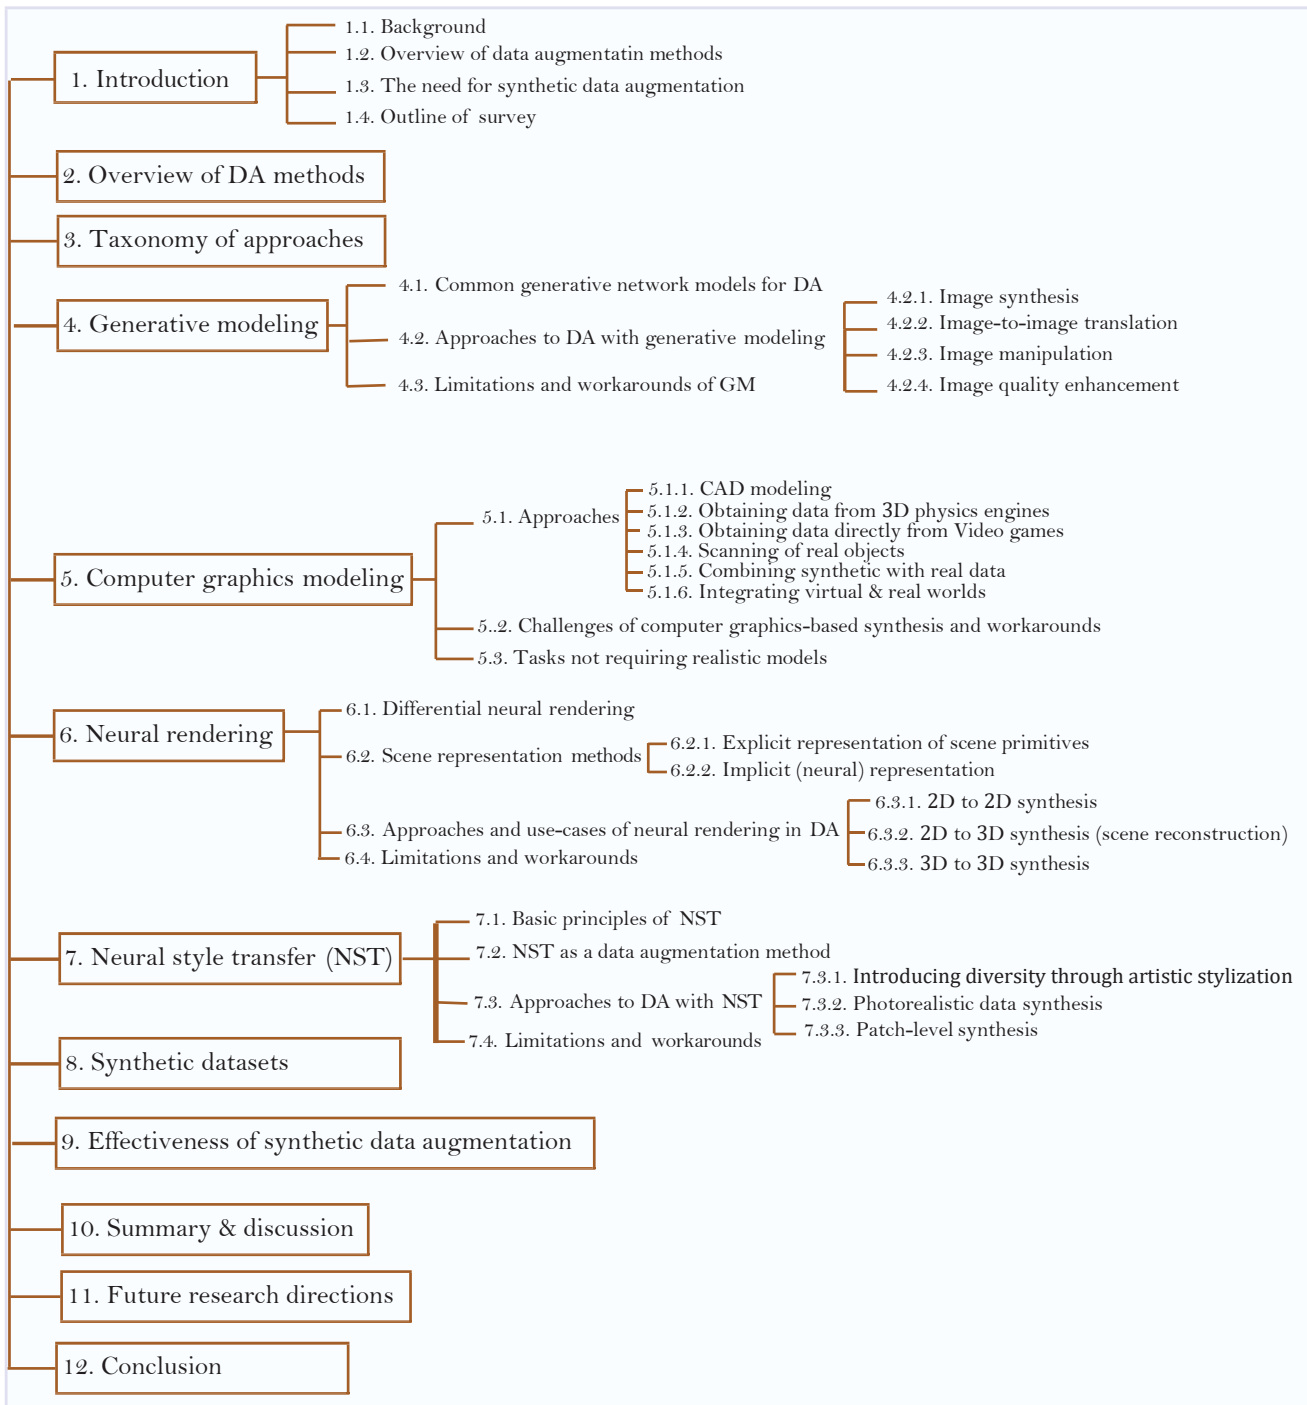 1. Introduction
1.1. Background
1.2. Overview of data augmentatin methods
1.3. The need for synthetic data augmentation
1.4. Outline of survey
2. Overview of DA methods
3. Taxonomy of approaches
4. Generative modeling
4.1. Common generative network models for DA
4.2. Approaches to DA with generative modeling
4.2.1. Image synthesis
4.2.2. Image-to-image translation
4.2.3. Image manipulation
4.2.4. Image quality enhancement
4.3. Limitations and workarounds of GM
5. Computer graphics modeling
5.1. Approaches
5.1.1. CAD modeling
5.1.2. Obtaining data from 3D physics engines
5.1.3. Obtaining data directly from Video games
5.1.4. Scanning of real objects
5.1.5. Combining synthetic with real data
5.1.6. Integrating virtual & real worlds
5..2. Challenges of computer graphics-based synthesis and workarounds
5.3. Tasks not requiring realistic models
6. Neural rendering
6.1. Differential neural rendering
6.2. Scene representation methods
6.2.1. Explicit representation of scene primitives
6.2.2. Implicit (neural) representation
6.3. Approaches and use-cases of neural rendering in DA
6.3.1. 2D to 2D synthesis
6.3.2. 2D to 3D synthesis (scene reconstruction)
6.3.3. 3D to 3D synthesis
6.4. Limitations and workarounds
7. Neural style transfer (NST)
7.1. Basic principles of NST
7.2. NST as a data augmentation method
7.3. Approaches to DA with NST
7.3.1. Introducing diversity through artistic stylization
7.3.2. Photorealistic data synthesis
7.3.3. Patch-level synthesis
7.4. Limitations and workarounds
8. Synthetic datasets
9. Effectiveness of synthetic data augmentation
10. Summary & discussion
11. Future research directions
12. Conclusion